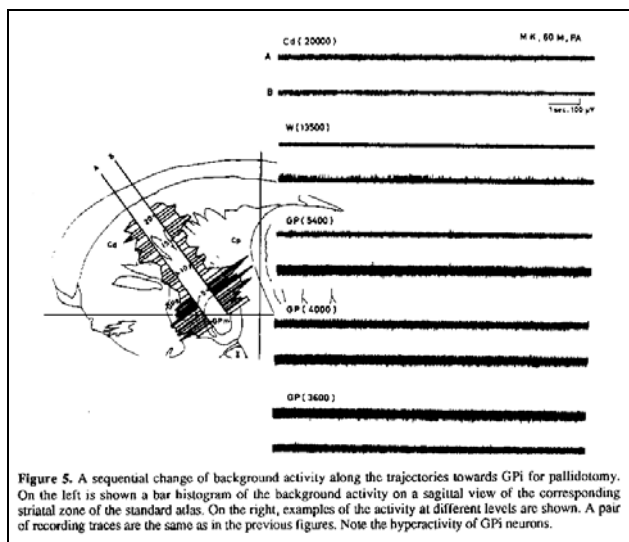 Cd(20000)
MK, 60 M, PA
A
B
1 sec. 100 μV
W(13500)
A
B
GP(5400)
Cd
Cp
GP(4000)
GP(3600)
Figure 5. A sequential change of background activity along the trajectories towards GPi for pallidotomy.
On the left is shown a bar histogram of the background activity on a sagittal view of the corresponding
striatal zone of the standard atlas. On the right, examples of the activity at different levels are shown. A pair
of recording traces are the same as in the previous figures. Note the hyperactivity of GPi neurons.